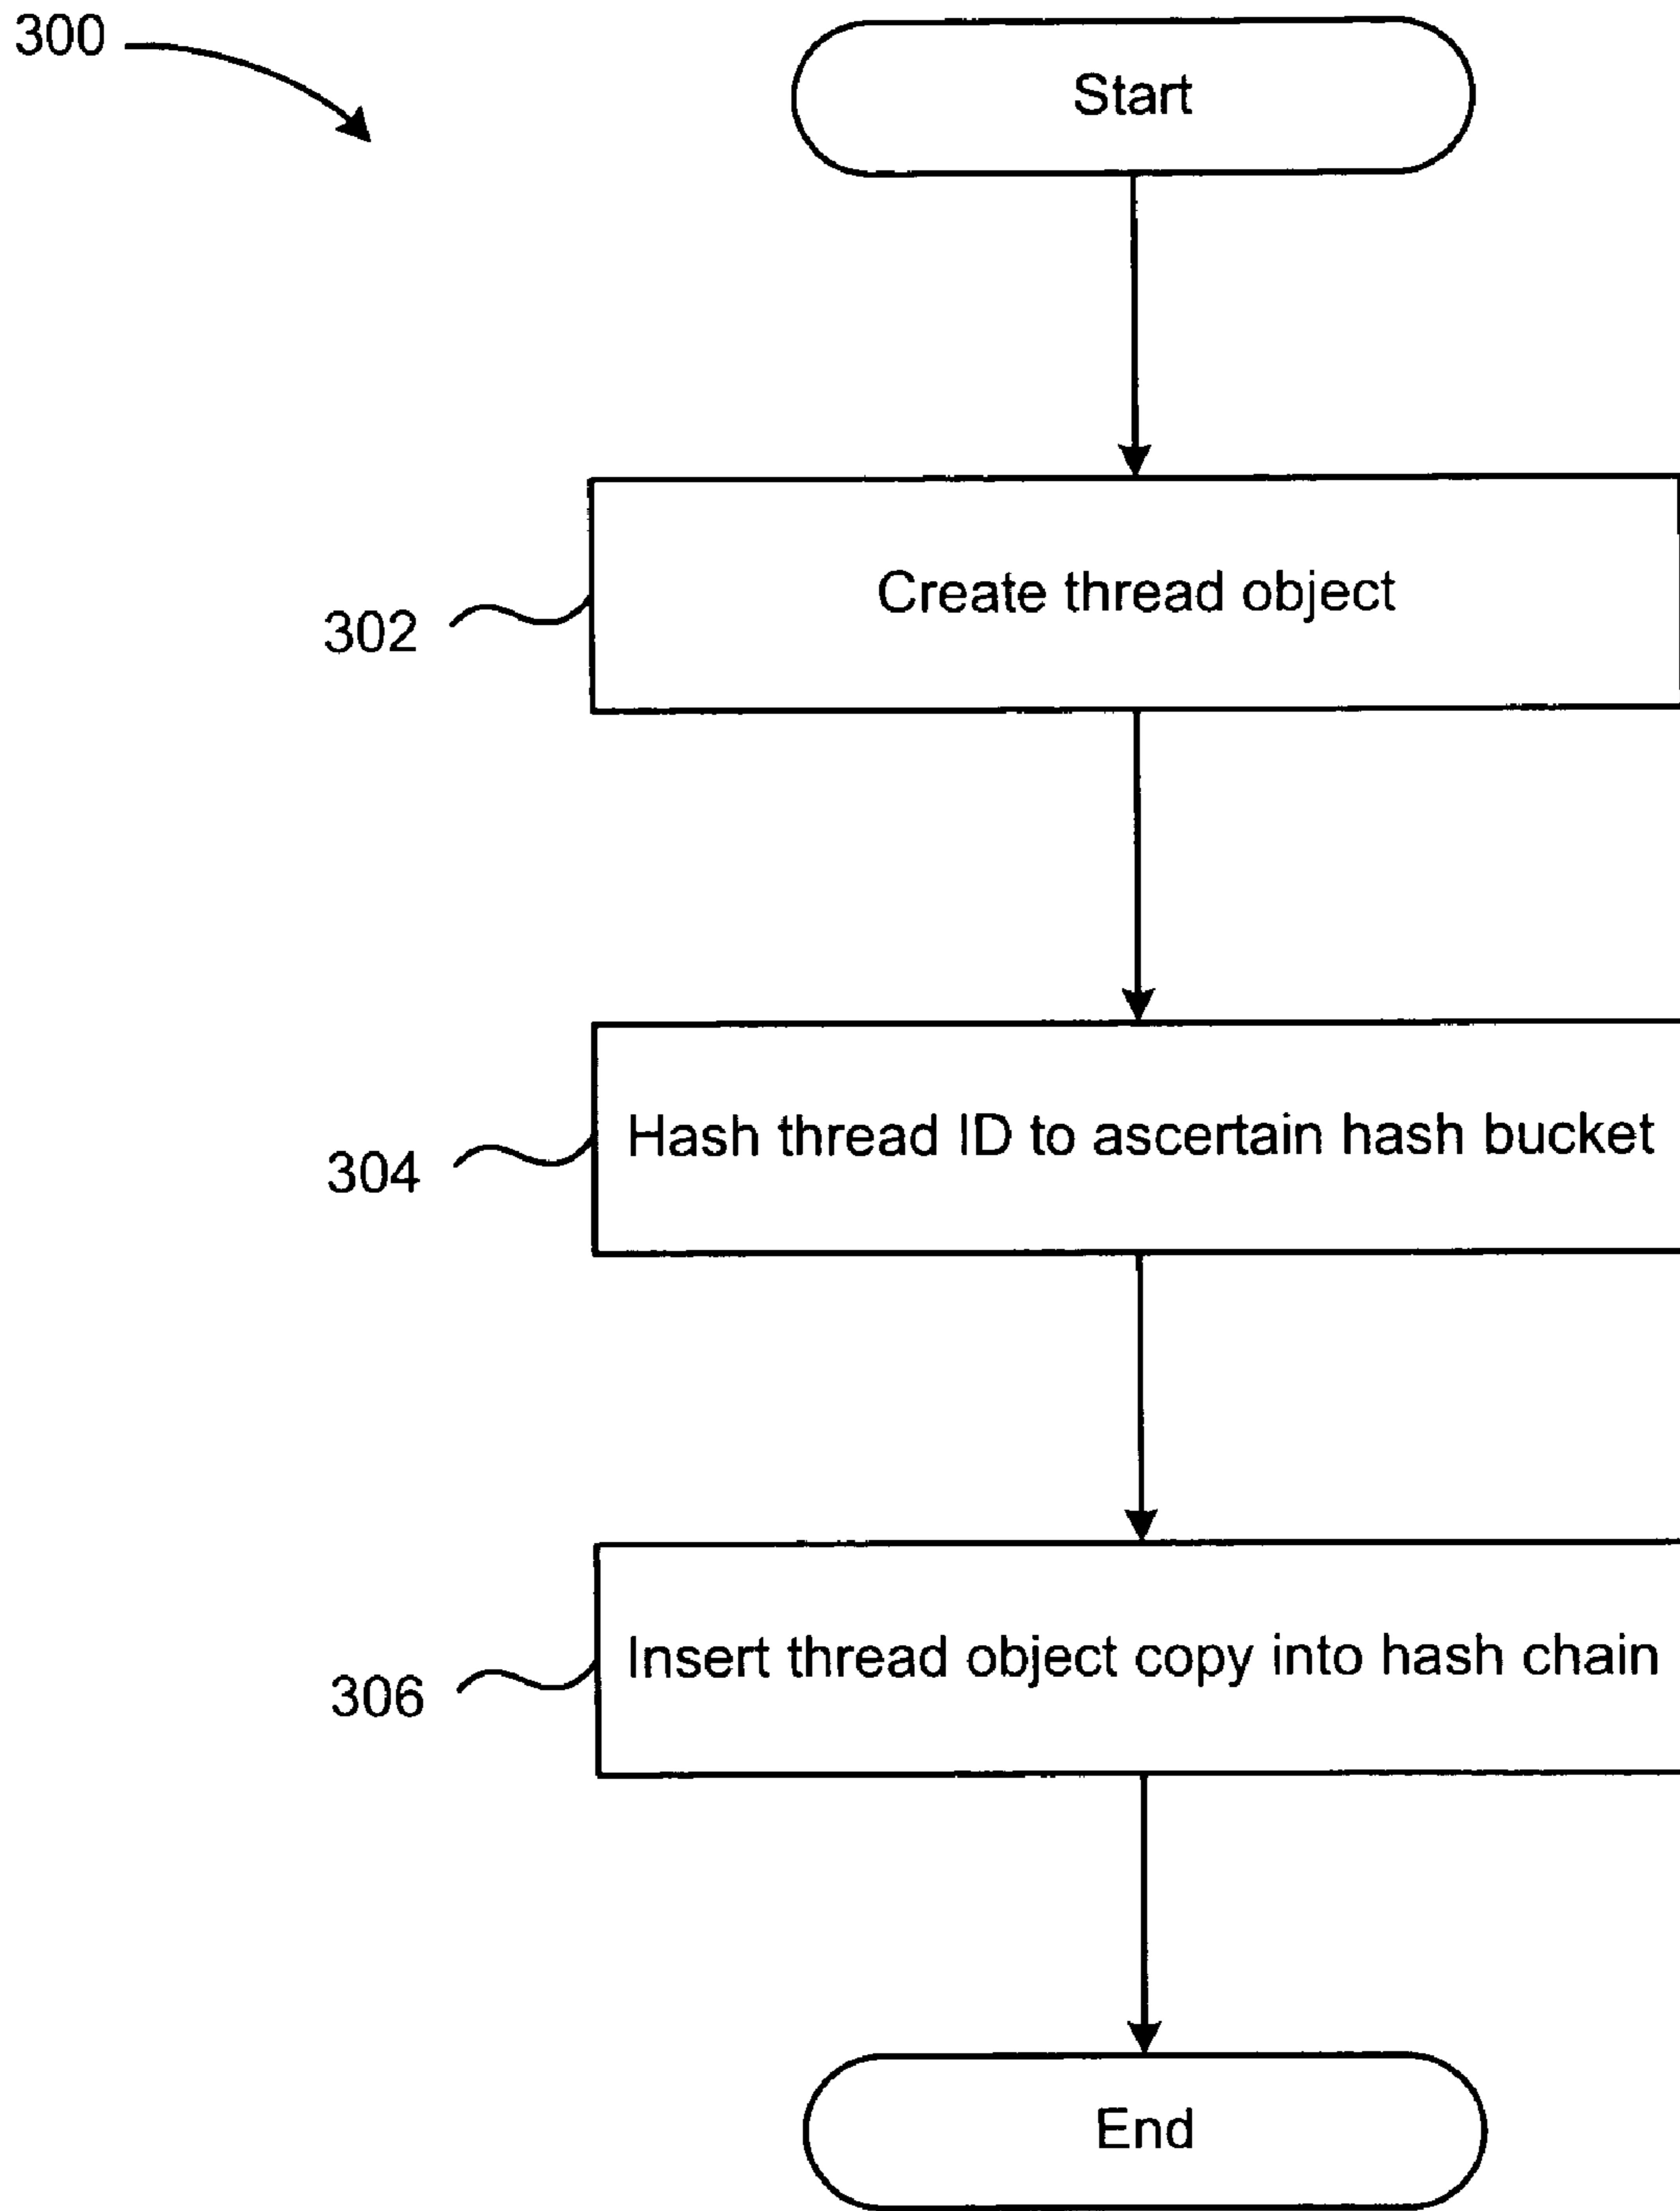 300
Start
Create thread object
302
Hash thread ID to ascertain hash bucket
304
Insert thread object copy into hash chain
306
End